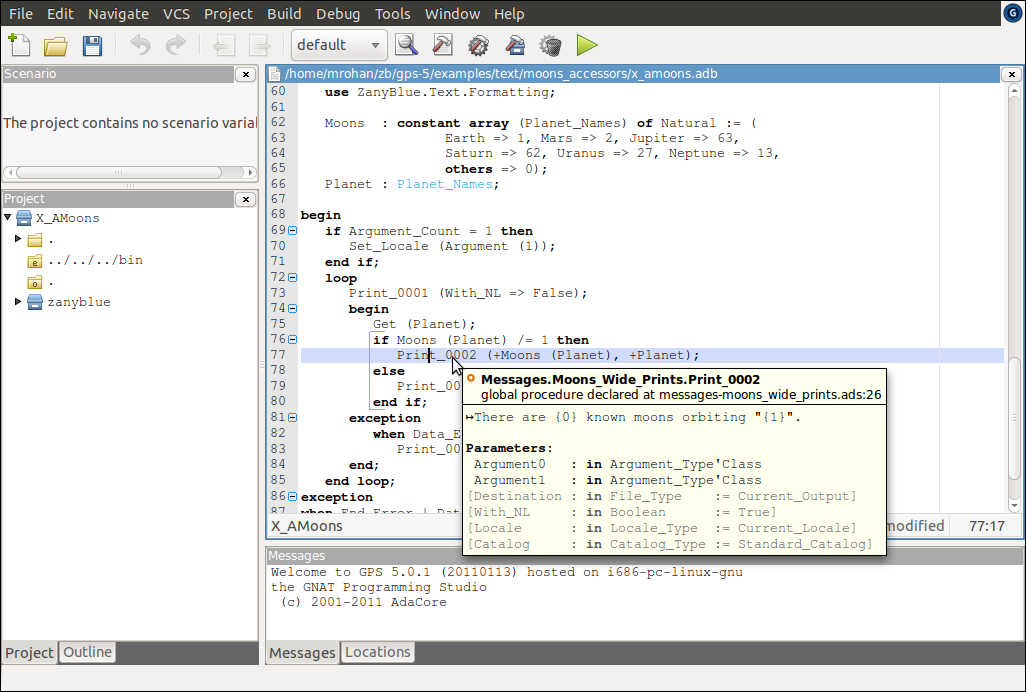 File Edit Navigate VCS Project Build Debug Tools Window Help
G
default
Scenario
The project contains no scenario varial
Project
X_AMoons
.
e ../../../bin
o .
zanyblue
Project Outline
/home/mrohan/zb/gps-5/examples/text/moons_accessors/x_amoons.adb
60 use ZanyBlue.Text.Formatting;
61
62 Moons : constant array (Planet_Names) of Natural := (
63 Earth => 1, Mars => 2, Jupiter => 63,
64 Saturn => 62, Uranus => 27, Neptune => 13,
65 others => 0);
66 Planet : Planet_Names;
67
68 begin
69 if Argument_Count = 1 then
70 Set_Locale (Argument (1));
71 end if;
72 loop
73 Print_0001 (With_NL => False);
74 begin
75 Get (Planet);
76 if Moons (Planet) /= 1 then
77 Print_0002 (+Moons (Planet), +Planet);
78 else
79 Print_00
80 end if;
81 exception
82 when Data_E
83 Print_00
84 end;
85 end loop;
86 exception
when End_Error | Dat
Messages.Moons_Wide_Prints.Print_0002
global procedure declared at messages-moons_wide_prints.ads:26
↦There are {0} known moons orbiting "{1}".
Parameters:
Argument0 : in Argument_Type'Class
Argument1 : in Argument_Type'Class
[Destination : in File_Type := Current_Output]
[With_NL : in Boolean := True]
[Locale : in Locale_Type := Current_Locale]
[Catalog : in Catalog_Type := Standard_Catalog]
X_AMoons modified 77:17
Messages
Welcome to GPS 5.0.1 (20110113) hosted on i686-pc-linux-gnu
the GNAT Programming Studio
(c) 2001-2011 AdaCore
Messages Locations